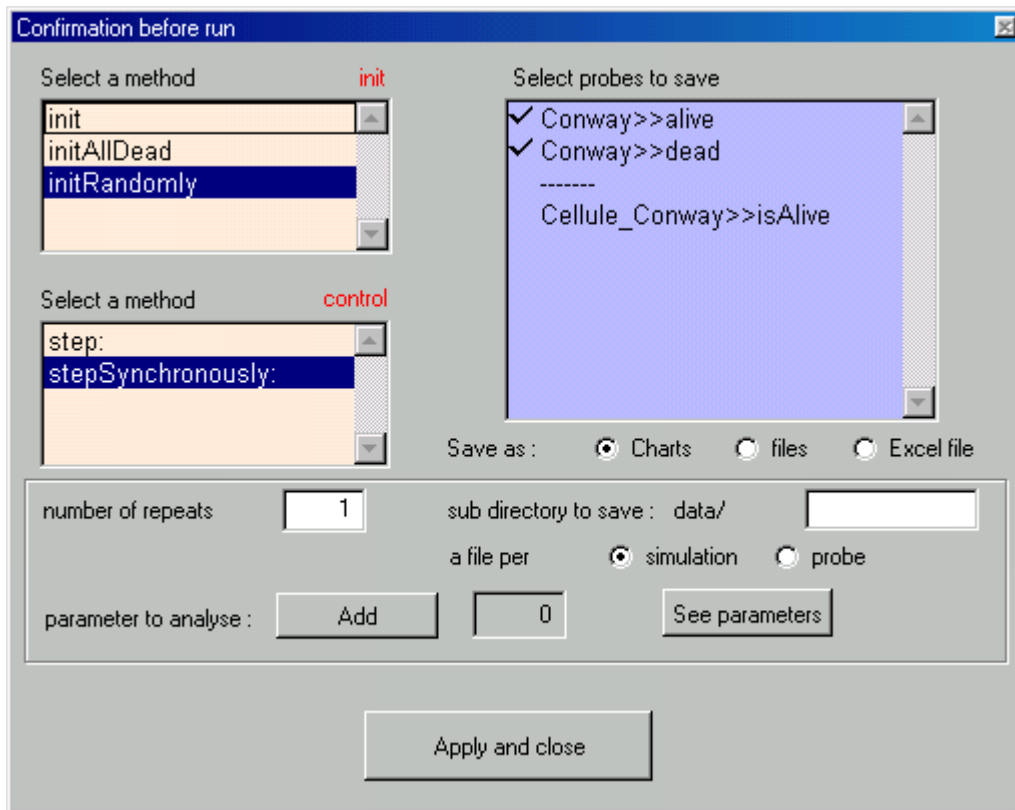 Confirmation before run
Select a method init
init
initAllDead
initRandomly
Select a method control
step:
stepSynchronously:
Select probes to save
Conway>>alive
Conway>>dead
-------
Cellule_Conway>>isAlive
Save as : Charts files Excel file
number of repeats 1
sub directory to save : data/
a file per simulation probe
parameter to analyse : Add 0 See parameters
Apply and close